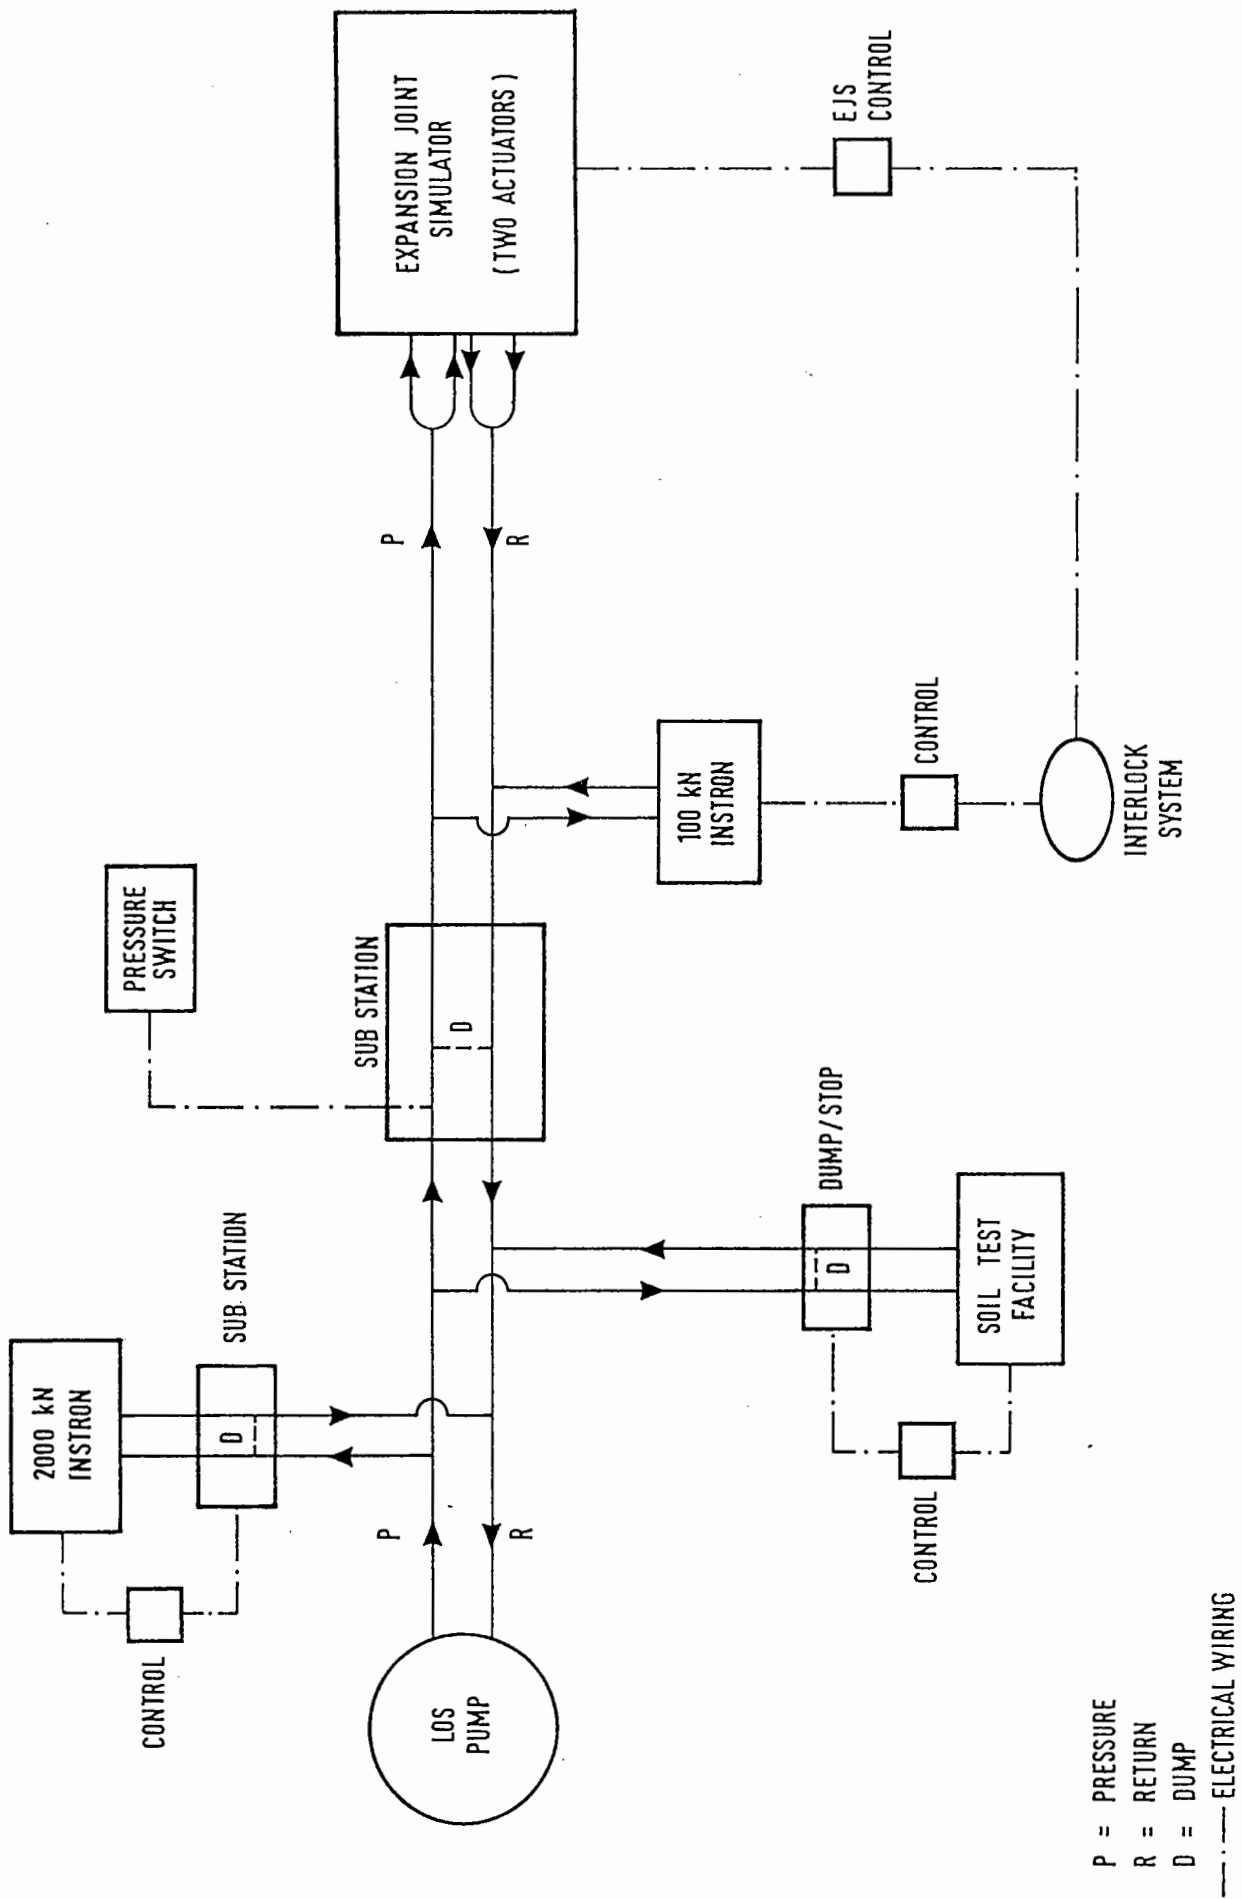 2000 kN
INSTRON
SUB STATION
D
CONTROL
PRESSURE
SWITCH
EXPANSION JOINT
SIMULATOR
(TWO ACTUATORS)
SUB STATION
D
P
R
P
R
LOS
PUMP
100 kN
INSTRON
CONTROL
EJS
CONTROL
INTERLOCK
SYSTEM
DUMP/STOP
D
SOIL TEST
FACILITY
CONTROL
P = PRESSURE
R = RETURN
D = DUMP
ELECTRICAL WIRING